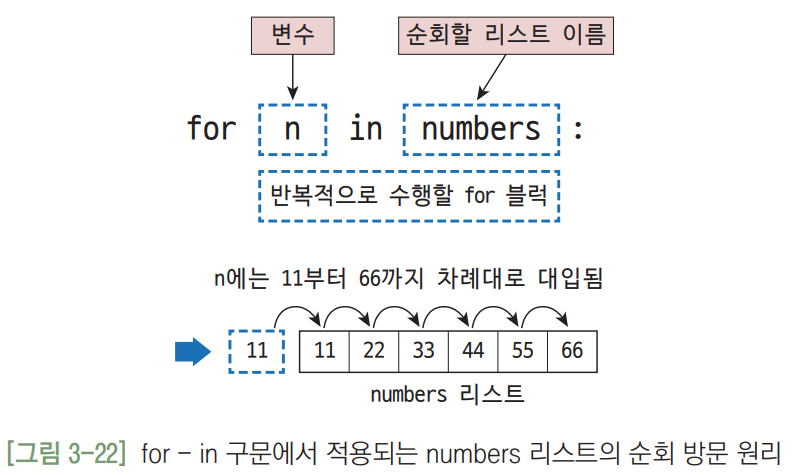 변수 순회할 리스트 이름
for n in numbers :
반복적으로 수행할 for 블럭
n에는 11부터 66까지 차례대로 대입됨
11 11 22 33 44 55 66
numbers 리스트
[그림 3-22] for – in 구문에서 적용되는 numbers 리스트의 순회 방문 원리